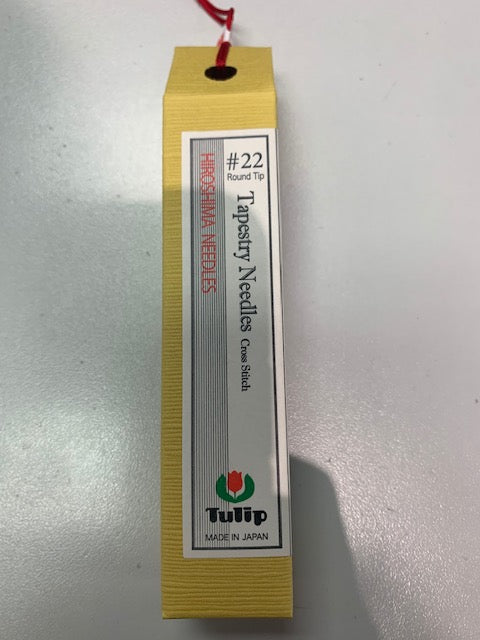 #22
Round Tip
Tapestry Needles Cross Stitch
HIROSHIMA NEEDLES
Tulip
MADE IN JAPAN